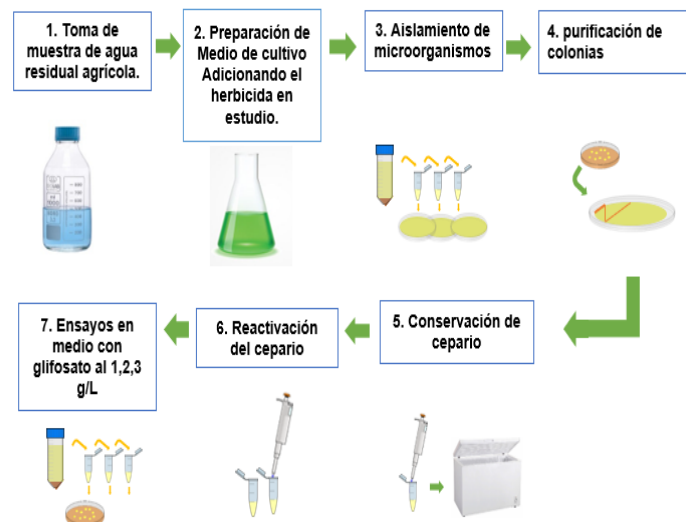 1. Toma de
muestra de agua
residual agrícola.
2. Preparación de
Medio de cultivo
Adicionando el
herbicida en
estudio.
3. Aislamiento de
microorganismos
4. purificación de
colonias
5. Conservación de
cepario
6. Reactivación
del cepario
7. Ensayos en
medio con
glifosato al 1,2,3
g/L